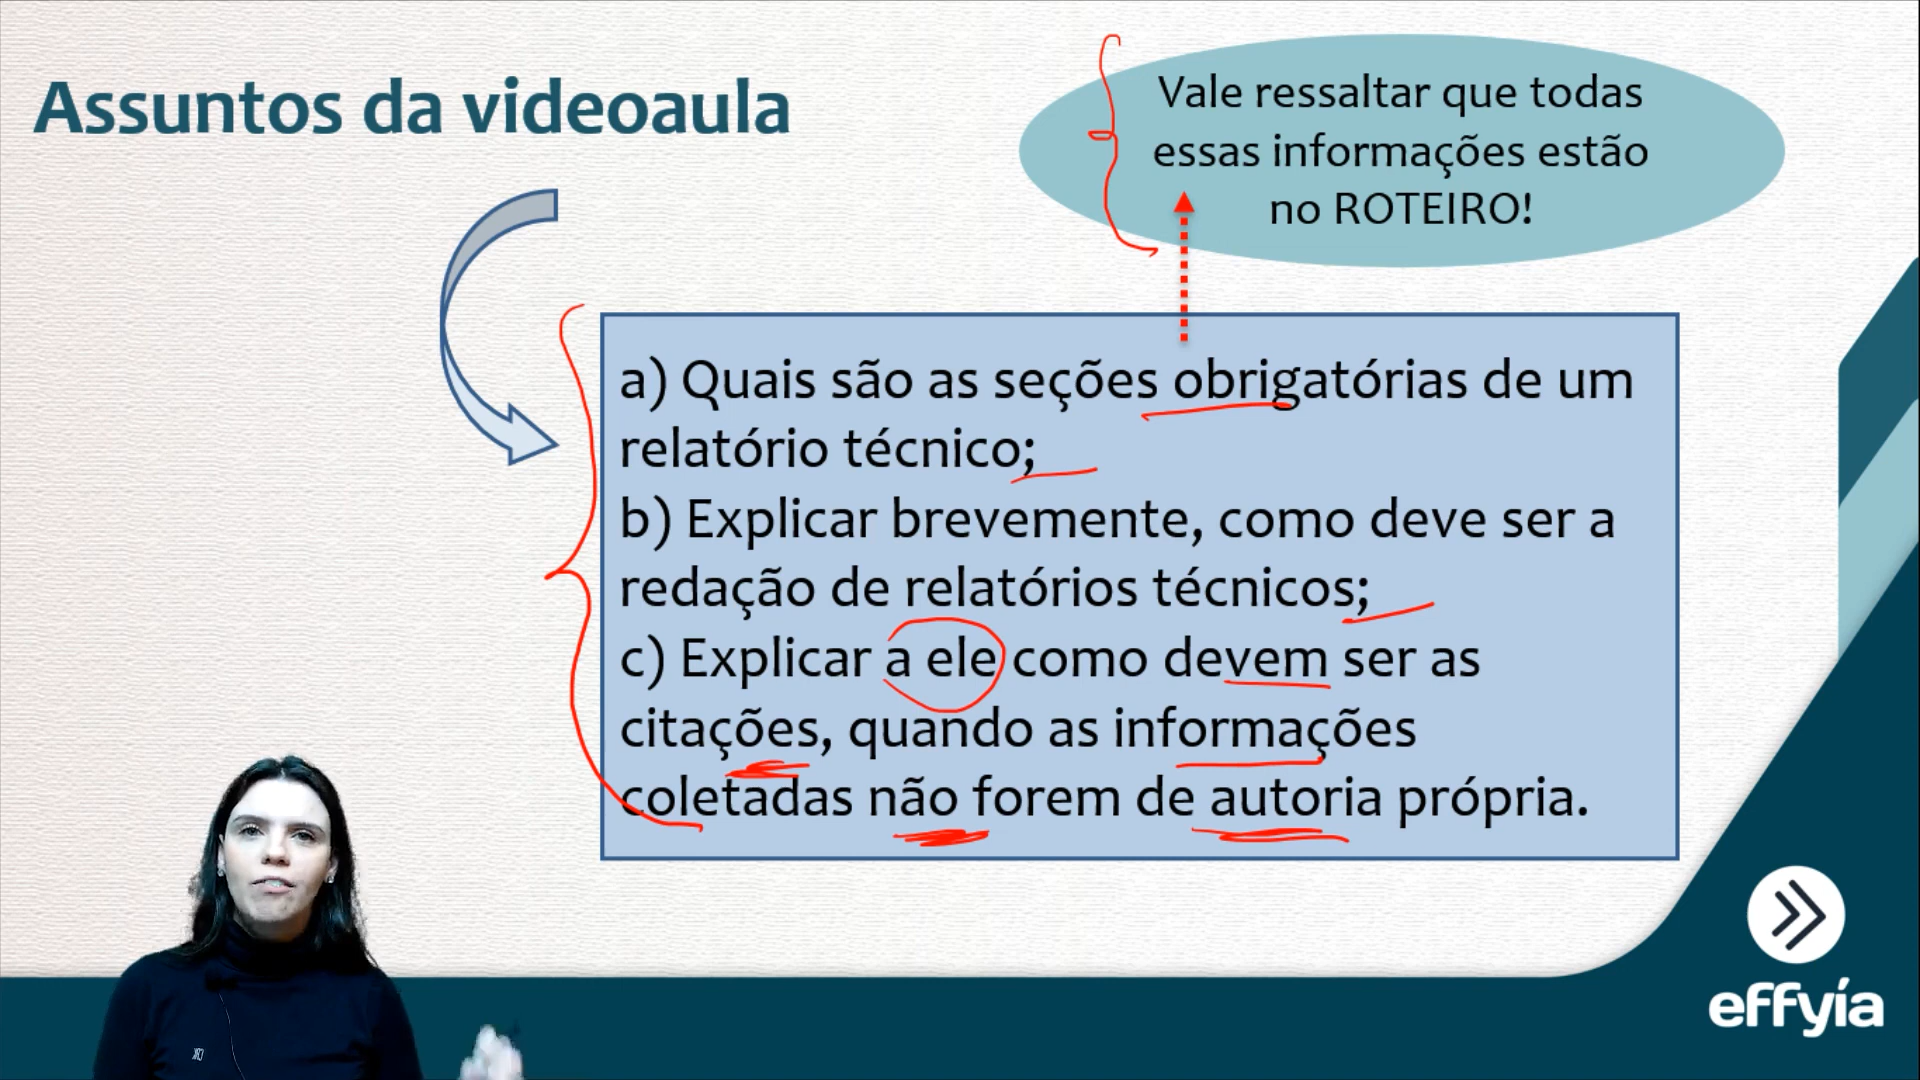 Assuntos da videoaula
Vale ressaltar que todas
essas informações estão
no ROTEIRO!
a) Quais são as seções obrigatórias de um
relatório técnico;
b) Explicar brevemente, como deve ser a
redação de relatórios técnicos;
c) Explicar a ele como devem ser as
citações, quando as informações
coletadas não forem de autoria própria.
effyía